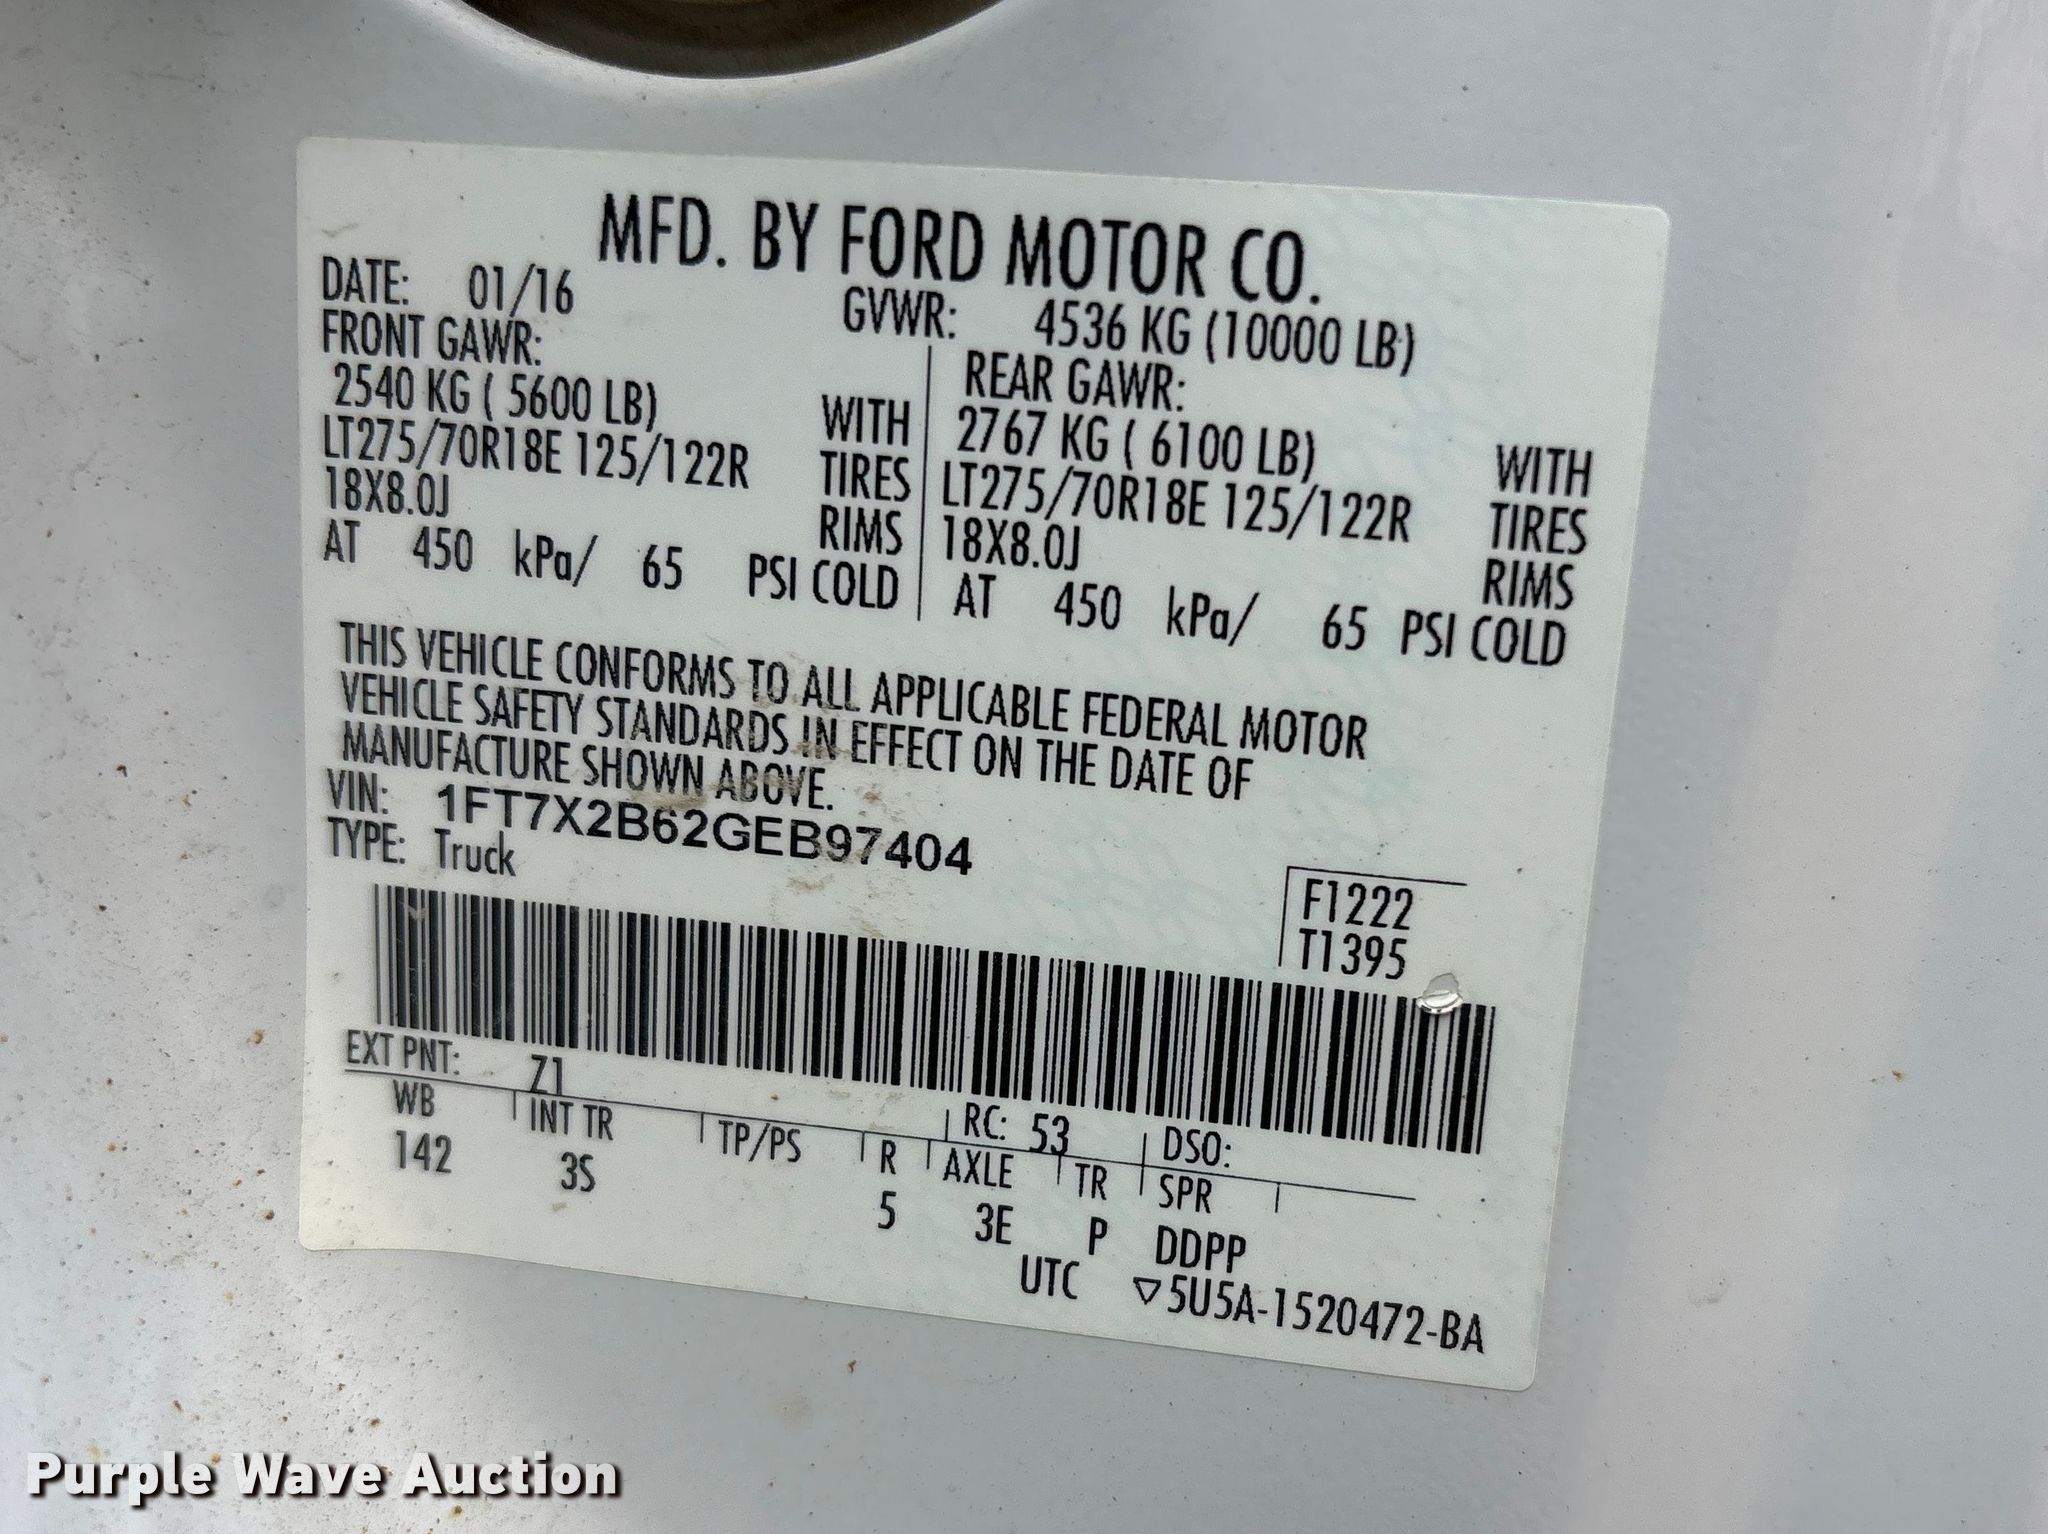 MFD. BY FORD MOTOR CO.
DATE: 01/16 GVWR: 4536 KG (10000 LB)
FRONT GAWR: REAR GAWR:
2540 KG ( 5600 LB) WITH 2767 KG ( 6100 LB) WITH
LT275/70R18E 125/122R TIRES LT275/70R18E 125/122R TIRES
18X8.0J RIMS 18X8.0J RIMS
AT 450 kPa/ 65 PSI COLD AT 450 kPa/ 65 PSI COLD
THIS VEHICLE CONFORMS TO ALL APPLICABLE FEDERAL MOTOR
VEHICLE SAFETY STANDARDS IN EFFECT ON THE DATE OF
MANUFACTURE SHOWN ABOVE.
VIN: 1FT7X2B62GEB97404
TYPE: Truck
F1222
T1395
EXT PNT: Z1 RC: 53 DSO:
WB INT TR TP/PS R AXLE TR SPR
142 3S 5 3E P DDPP
UTC ▽5U5A-1520472-BA
Purple Wave Auction